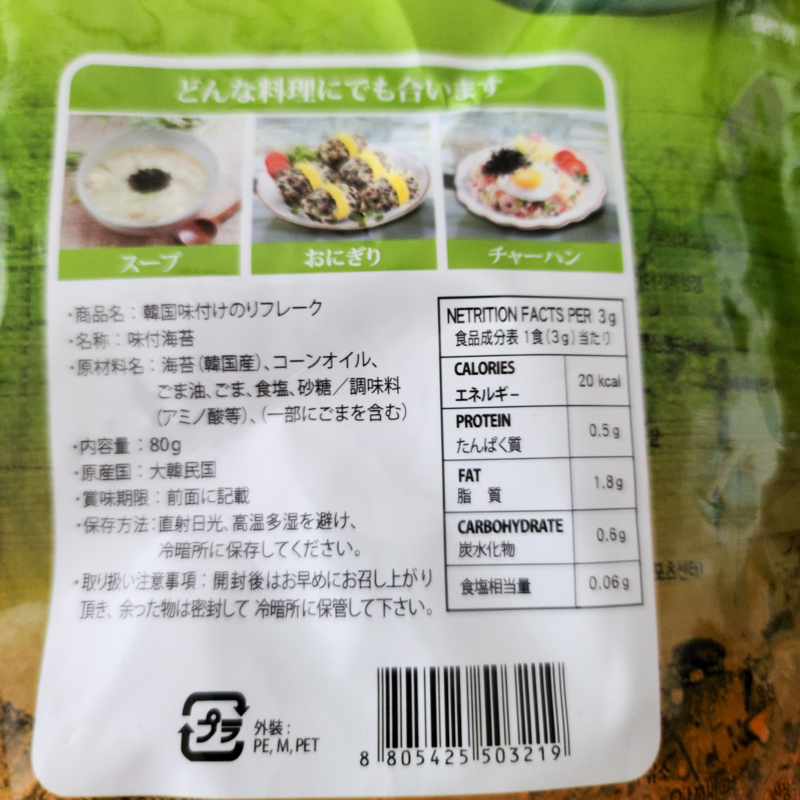 どんな料理にでも合います
スープ
おにぎり
チャーハン
・商品名：韓国味付けのりフレーク
・名称：味付海苔
・原材料名：海苔（韓国産）、コーンオイル、
ごま油、ごま、食塩、砂糖／調味料
（アミノ酸等）、（一部にごまを含む）
・内容量：80g
・原産国：大韓民国
・賞味期限：前面に記載
・保存方法：直射日光、高温多湿を避け、
冷暗所に保存してください。
・取り扱い注意事項：開封後はお早めにお召し上がり
頂き、余った物は密封して 冷暗所に保管して下さい。
NETRITION FACTS PER 3g
食品成分表 1食(3g)当たり
CALORIES
エネルギー
20 kcal
PROTEIN
たんぱく質
0.5g
FAT
脂 質
1.8g
CARBOHYDRATE
炭水化物
0.6g
食塩相当量
0.06g
プラ
外装：
PE, M, PET
8 805425 503219